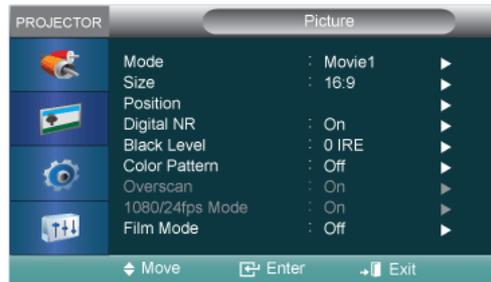 PROJECTOR
Picture
Mode : Movie1
Size : 16:9
Position
Digital NR : On
Black Level : 0 IRE
Color Pattern : Off
Overscan : On
1080/24fps Mode : On
Film Mode : Off
Move Enter Exit